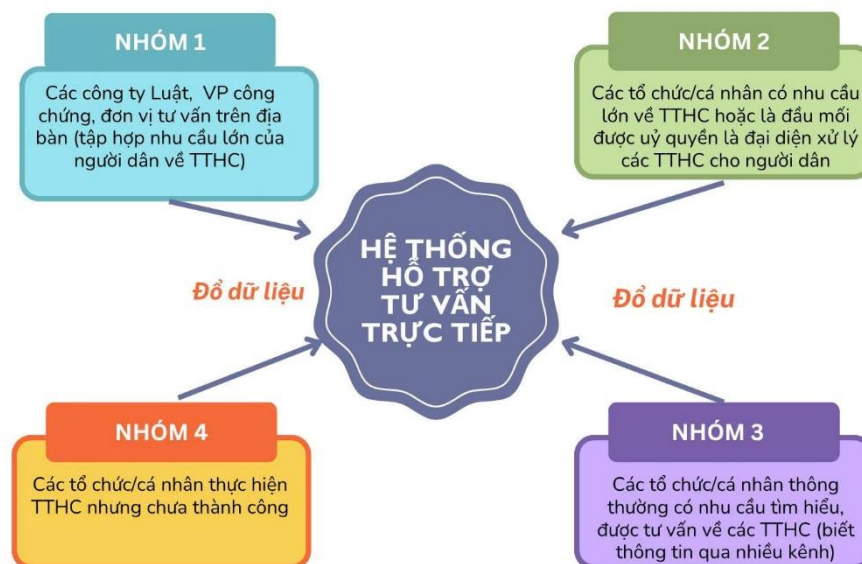 NHÓM 1
Các công ty Luật, VP công
chứng, đơn vị tư vấn trên địa
bàn (tập hợp nhu cầu lớn của
người dân về TTHC)
NHÓM 2
Các tổ chức/cá nhân có nhu cầu
lớn về TTHC hoặc là đầu mối
được uỷ quyền là đại diện xử lý
các TTHC cho người dân
HỆ THỐNG
HỖ TRỢ
TƯ VẤN
TRỰC TIẾP
Đổ dữ liệu
Đổ dữ liệu
NHÓM 4
Các tổ chức/cá nhân thực hiện
TTHC nhưng chưa thành công
NHÓM 3
Các tổ chức/cá nhân thông
thường có nhu cầu tìm hiểu,
được tư vấn về các TTHC (biết
thông tin qua nhiều kênh)